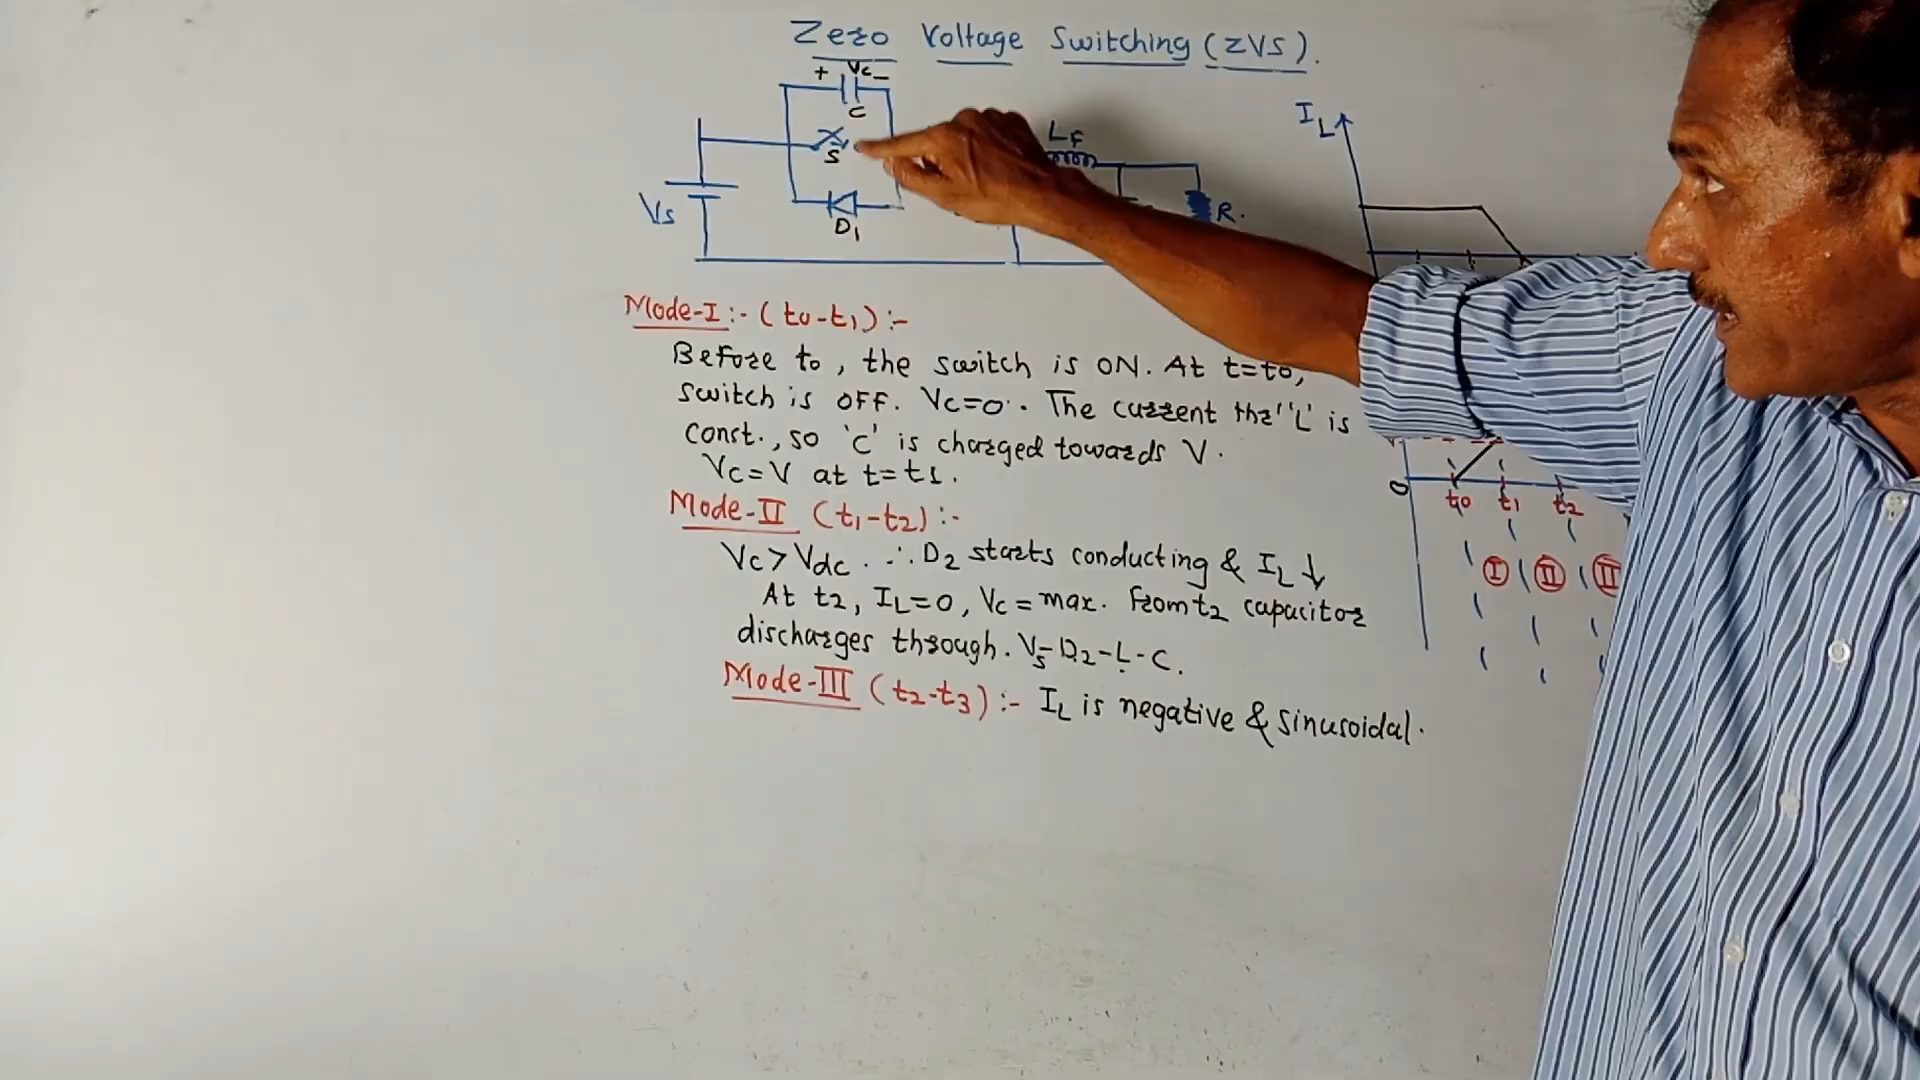 Zero Voltage Switching (ZVS).
+ Vc -
C
S
D1
Vs
LF
R.
IL
Mode-I :- (t0-t1) :-
Before to, the switch is ON. At t=t0,
switch is OFF. Vc=0. The current thr' 'L' is
const., so 'c' is charged towards V.
Vc=V at t=t1.
Mode-II (t1-t2) :-
Vc > Vdc. ∴ D2 starts conducting & IL ↓
At t2, IL=0, Vc = max. From t2 capacitor
discharges through. Vs-D2-L-C.
Mode-III (t2-t3) :- IL is negative & sinusoidal.
0
t0 t1 t2
I II